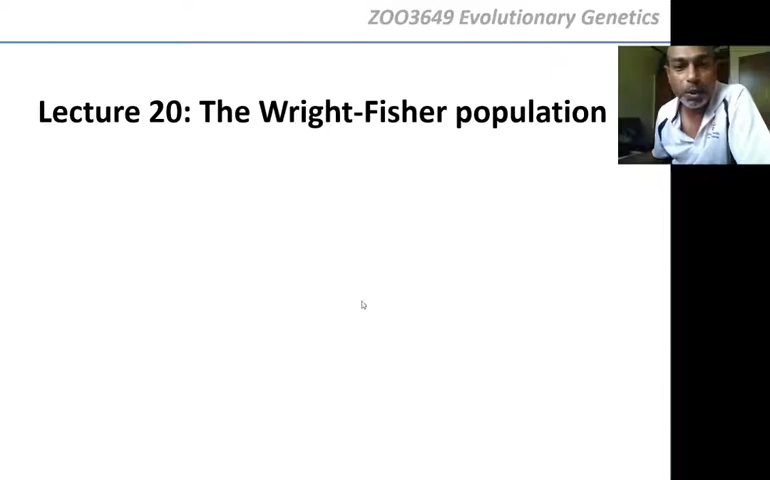 ZOO3649 Evolutionary Genetics
Lecture 20: The Wright-Fisher population